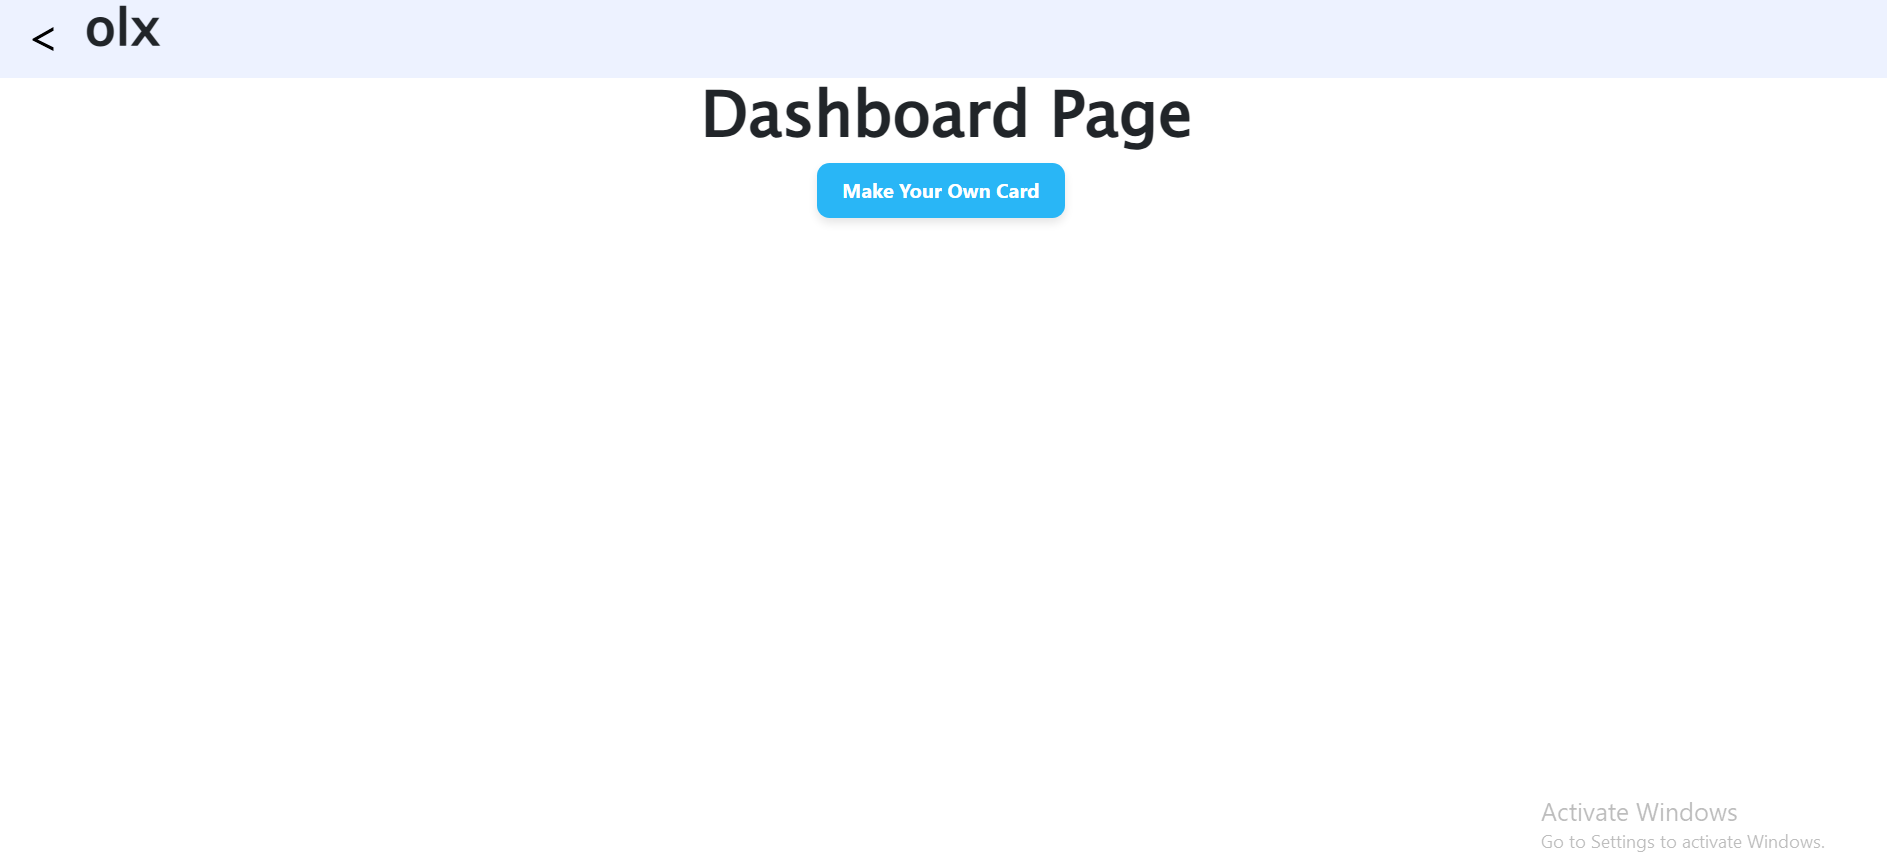 < olx
Dashboard Page
Make Your Own Card
Activate Windows
Go to Settings to activate Windows.